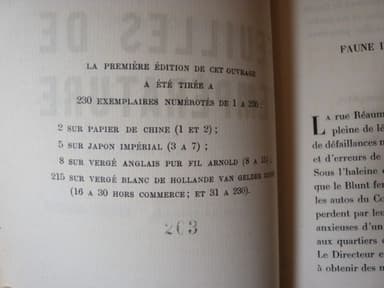 LA PREMIÈRE ÉDITION DE CET OUVRAGE
A ÉTÉ TIRÉE A
230 EXEMPLAIRES NUMÉROTÉS DE 1 A 230 :
2 SUR PAPIER DE CHINE (1 ET 2) ;
5 SUR JAPON IMPÉRIAL (3 A 7) ;
8 SUR VERGÉ ANGLAIS PUR FIL ARNOLD (8 A 15) ;
215 SUR VERGÉ BLANC DE HOLLANDE VAN GELDER
(16 A 30 HORS COMMERCE ; ET 31 A 230).
203
FAUNE
La rue Réaum
pleine de
de défaillances
et d'erreurs de
Sous l'haleine
que le Blunt
les autos du Co
perdent par leur
anxieuses d'un
aux quartiers
Le Directeur e
à obtenir des